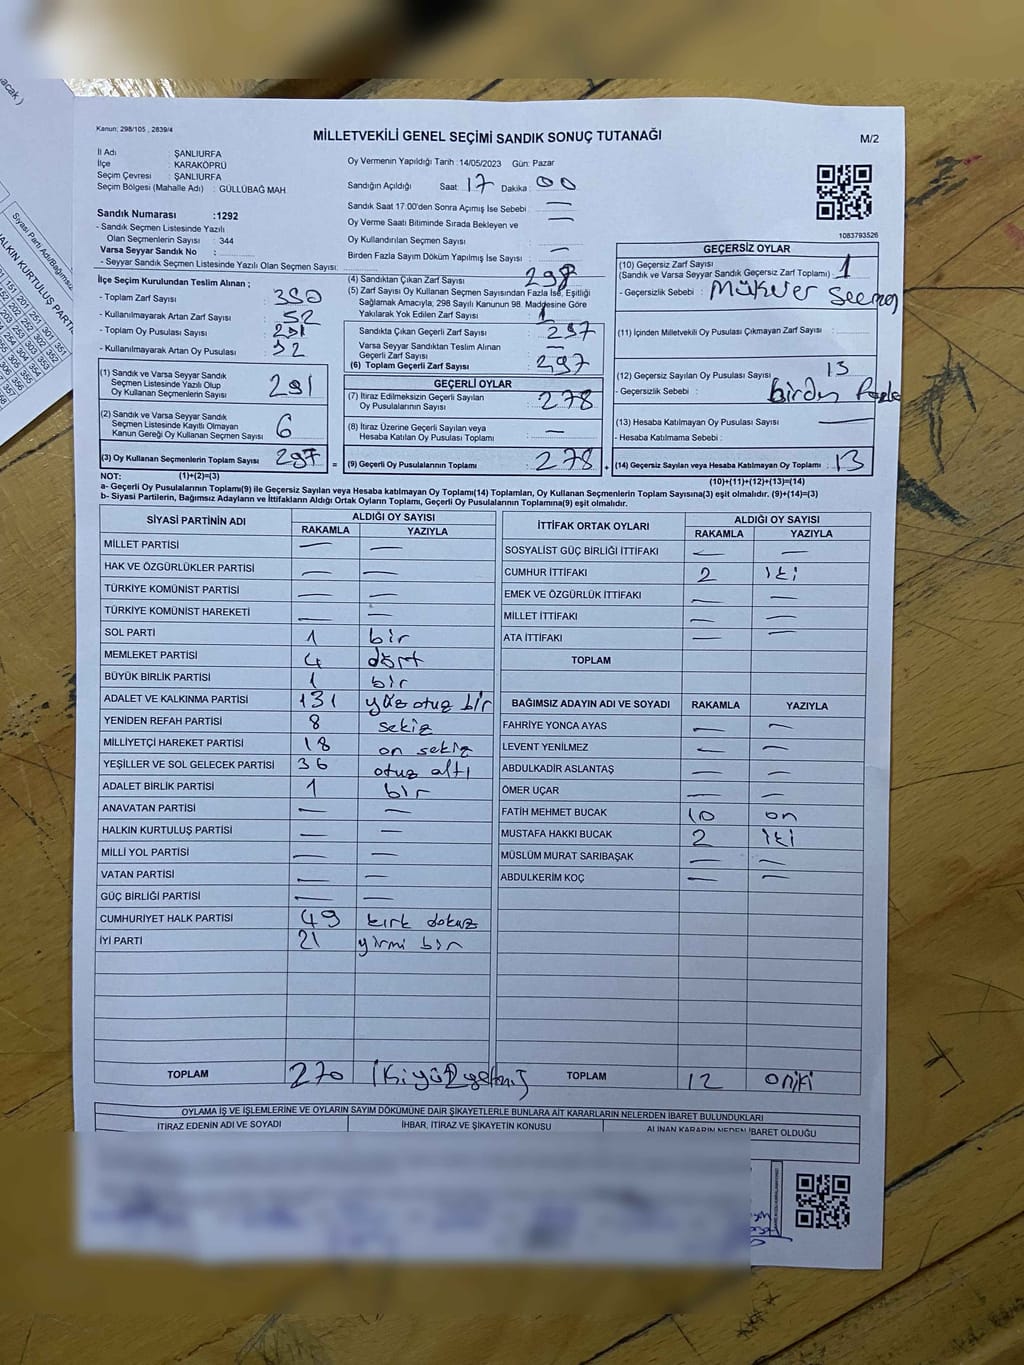 acak )
Siyasi Parti Adı/Bağımsız
HALKIN KURTULUŞ PARTİ
Kanun: 298/105 , 2839/4
MİLLETVEKİLİ GENEL SEÇİMİ SANDIK SONUÇ TUTANAĞI
M/2
İl Adı : ŞANLIURFA
İlçe : KARAKÖPRÜ
Seçim Çevresi : ŞANLIURFA
Seçim Bölgesi (Mahalle Adı) : GÜLLÜBAĞ MAH.
Sandık Numarası :1292
- Sandık Seçmen Listesinde Yazılı
Olan Seçmenlerin Sayısı : 344
Varsa Seyyar Sandık No :
- Seyyar Sandık Seçmen Listesinde Yazılı Olan Seçmen Sayısı:
Oy Vermenin Yapıldığı Tarih :14/05/2023 Gün: Pazar
Sandığın Açıldığı Saat: 17 Dakika : 00
Sandık Saat 17.00'den Sonra Açımış İse Sebebi : —
Oy Verme Saati Bitiminde Sırada Bekleyen ve —
Oy Kullandırılan Seçmen Sayısı
Birden Fazla Sayım Döküm Yapılmış İse Sayısı : —
1083793526
İlçe Seçim Kurulundan Teslim Alınan ;
- Toplam Zarf Sayısı : 350
- Kullanılmayarak Artan Zarf Sayısı : 52
- Toplam Oy Pusulası Sayısı
- Kullanılmayarak Artan Oy Pusulası : 52
(1) Sandık ve Varsa Seyyar Sandık
Seçmen Listesinde Yazılı Olup
Oy Kullanan Seçmenlerin Sayısı : 291
(2) Sandık ve Varsa Seyyar Sandık
Seçmen Listesinde Kayıtlı Olmayan
Kanun Gereği Oy Kullanan Seçmen Sayısı : 6
(3) Oy Kullanan Seçmenlerin Toplam Sayısı : 297
(4) Sandıktan Çıkan Zarf Sayısı : 298
(5) Zarf Sayısı Oy Kullanan Seçmen Sayısından Fazla İse, Eşitliği
Sağlamak Amacıyla, 298 Sayılı Kanunun 98. Maddesine Göre
Yakılarak Yok Edilen Zarf Sayısı : 1
Sandıkta Çıkan Geçerli Zarf Sayısı : 297
Varsa Seyyar Sandıktan Teslim Alınan
Geçerli Zarf Sayısı : —
(6) Toplam Geçerli Zarf Sayısı : 297
GEÇERLİ OYLAR
(7) İtiraz Edilmeksizin Geçerli Sayılan
Oy Pusulalarının Sayısı : 278
(8) İtiraz Üzerine Geçerli Sayılan veya
Hesaba Katılan Oy Pusulası Toplamı : —
= (9) Geçerli Oy Pusulalarının Toplamı : 278
GEÇERSİZ OYLAR
(10) Geçersiz Zarf Sayısı
(Sandık ve Varsa Seyyar Sandık Geçersiz Zarf Toplamı) : 1
- Geçersizlik Sebebi : Mükerrer Seçmen
(11) İçinden Milletvekili Oy Pusulası Çıkmayan Zarf Sayısı :
(12) Geçersiz Sayılan Oy Pusulası Sayısı : 13
- Geçersizlik Sebebi : Birden fazla
(13) Hesaba Katılmayan Oy Pusulası Sayısı : —
- Hesaba Katılmama Sebebi :
+ (14) Geçersiz Sayılan veya Hesaba Katılmayan Oy Toplamı : 13
NOT: (1)+(2)=(3)
(10)+(11)+(12)+(13)=(14)
a- Geçerli Oy Pusulalarının Toplamı(9) ile Geçersiz Sayılan veya Hesaba katılmayan Oy Toplamı(14) Toplamları, Oy Kullanan Seçmenlerin Toplam Sayısına(3) eşit olmalıdır. (9)+(14)=(3)
b- Siyasi Partilerin, Bağımsız Adayların ve İttifakların Aldığı Ortak Oyların Toplamı, Geçerli Oy Pusulalarının Toplamına(9) eşit olmalıdır.
SİYASİ PARTİNİN ADI ALDIĞI OY SAYISI
RAKAMLA YAZIYLA
MİLLET PARTİSİ — —
HAK VE ÖZGÜRLÜKLER PARTİSİ — —
TÜRKİYE KOMÜNİST PARTİSİ — —
TÜRKİYE KOMÜNİST HAREKETİ — —
SOL PARTİ 1 bir
MEMLEKET PARTİSİ 4 dört
BÜYÜK BİRLİK PARTİSİ 1 bir
ADALET VE KALKINMA PARTİSİ 131 yüz otuz bir
YENİDEN REFAH PARTİSİ 8 sekiz
MİLLİYETÇİ HAREKET PARTİSİ 18 on sekiz
YEŞİLLER VE SOL GELECEK PARTİSİ 36 otuz altı
ADALET BİRLİK PARTİSİ 1 bir
ANAVATAN PARTİSİ — —
HALKIN KURTULUŞ PARTİSİ — —
MİLLİ YOL PARTİSİ — —
VATAN PARTİSİ — —
GÜÇ BİRLİĞİ PARTİSİ — —
CUMHURİYET HALK PARTİSİ 49 kırk dokuz
İYİ PARTİ 21 yirmi bir
TOPLAM 270 ikiyüz yetmiş
İTTİFAK ORTAK OYLARI ALDIĞI OY SAYISI
RAKAMLA YAZIYLA
SOSYALİST GÜÇ BİRLİĞİ İTTİFAKI — —
CUMHUR İTTİFAKI 2 iki
EMEK VE ÖZGÜRLÜK İTTİFAKI — —
MİLLET İTTİFAKI — —
ATA İTTİFAKI — —
TOPLAM
BAĞIMSIZ ADAYIN ADI VE SOYADI RAKAMLA YAZIYLA
FAHRİYE YONCA AYAS — —
LEVENT YENİLMEZ — —
ABDULKADİR ASLANTAŞ — —
ÖMER UÇAR — —
FATİH MEHMET BUCAK 10 on
MUSTAFA HAKKI BUCAK 2 iki
MÜSLÜM MURAT SARIBAŞAK — —
ABDULKERİM KOÇ — —
TOPLAM 12 oniki
OYLAMA İŞ VE İŞLEMLERİNE VE OYLARIN SAYIM DÖKÜMÜNE DAİR ŞİKAYETLERLE BUNLARA AİT KARARLARIN NELERDEN İBARET BULUNDUKLARI
İTİRAZ EDENİN ADI VE SOYADI İHBAR, İTİRAZ VE ŞİKAYETİN KONUSU ALINAN KARARIN NEDEN İBARET OLDUĞU